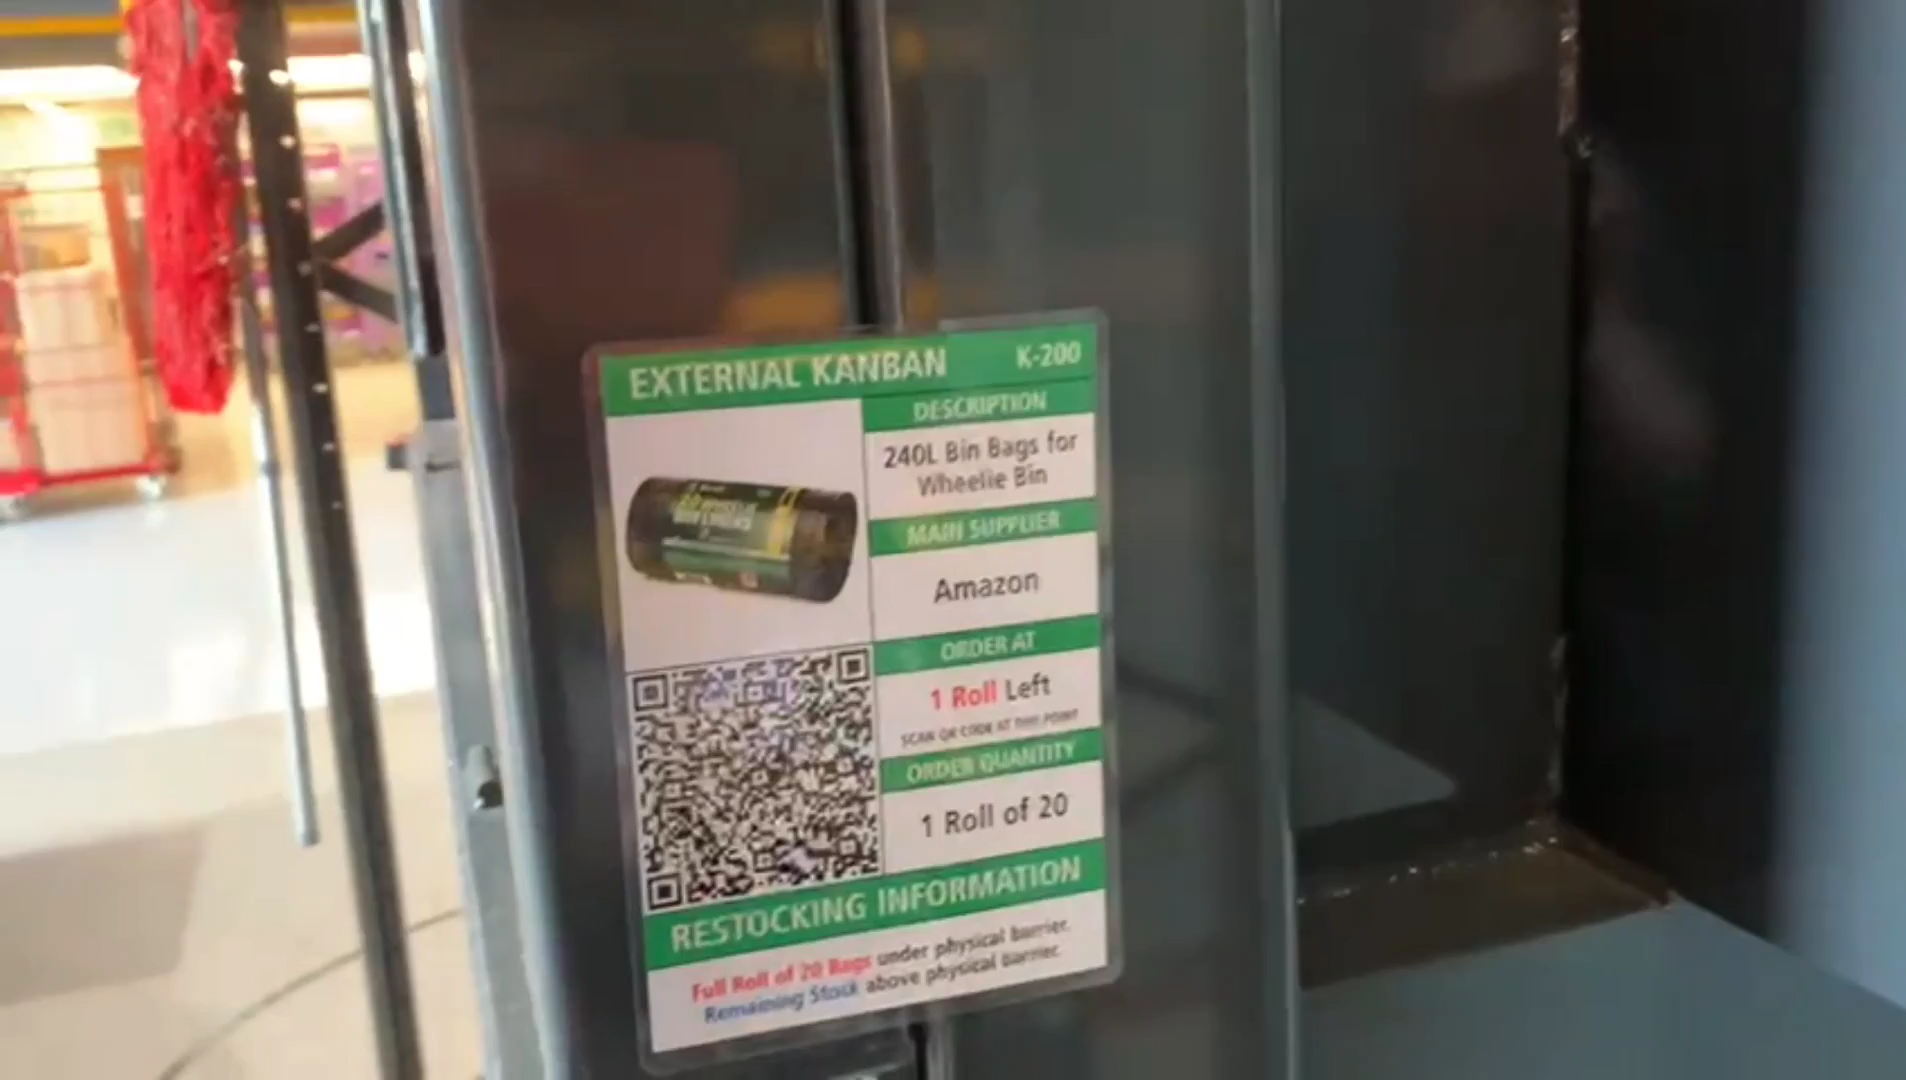 EXTERNAL KANBAN K-200
DESCRIPTION
240L Bin Bags for
Wheelie Bin
MAIN SUPPLIER
Amazon
ORDER AT
1 Roll Left
SCAN QR CODE AT THIS POINT
ORDER QUANTITY
1 Roll of 20
RESTOCKING INFORMATION
Full Roll of 20 Bags under physical barrier.
Remaining Stock above physical barrier.